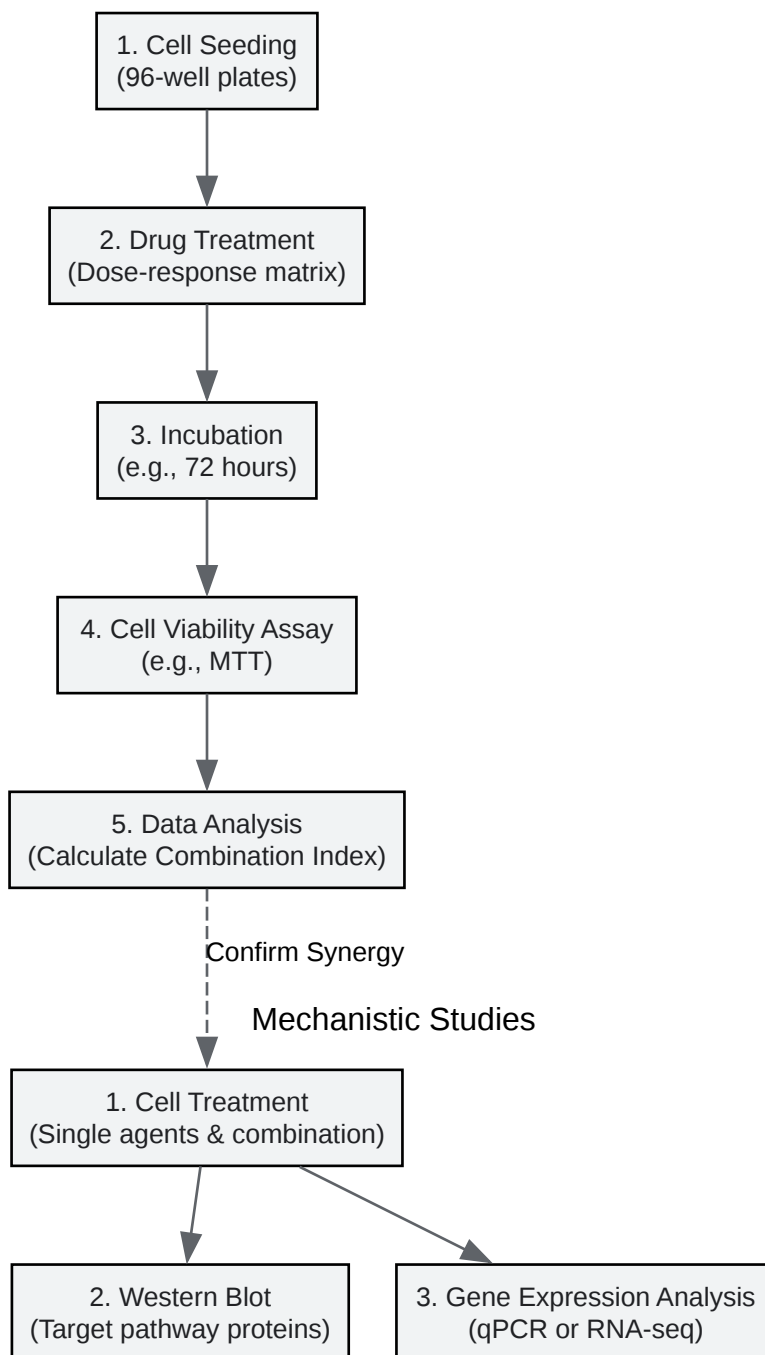 1. Cell Seeding
(96-well plates)
2. Drug Treatment
(Dose-response matrix)
3. Incubation
(e.g., 72 hours)
4. Cell Viability Assay
(e.g., MTT)
5. Data Analysis
(Calculate Combination Index)
Confirm Synergy
Mechanistic Studies
1. Cell Treatment
(Single agents & combination)
2. Western Blot
(Target pathway proteins)
3. Gene Expression Analysis
(qPCR or RNA-seq)